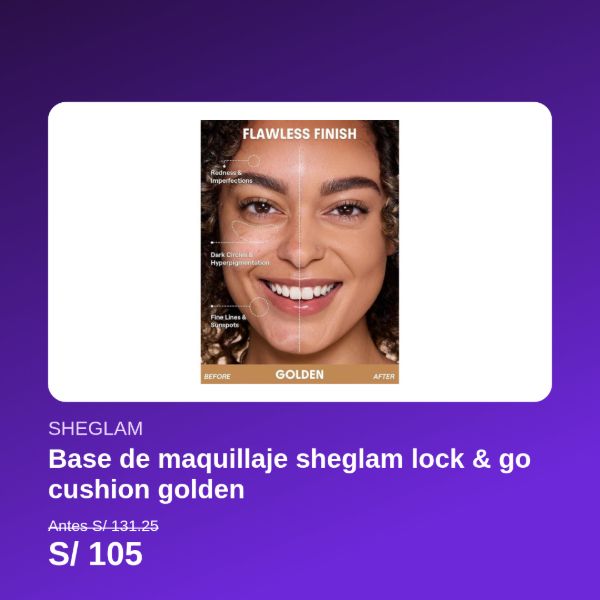 FLAWLESS FINISH
Redness &
Imperfections
Dark Circles &
Hyperpigmentation
Fine Lines &
Sunspots
BEFORE GOLDEN AFTER
SHEGLAM
Base de maquillaje sheglam lock & go
cushion golden
Antes S/ 131.25
S/ 105